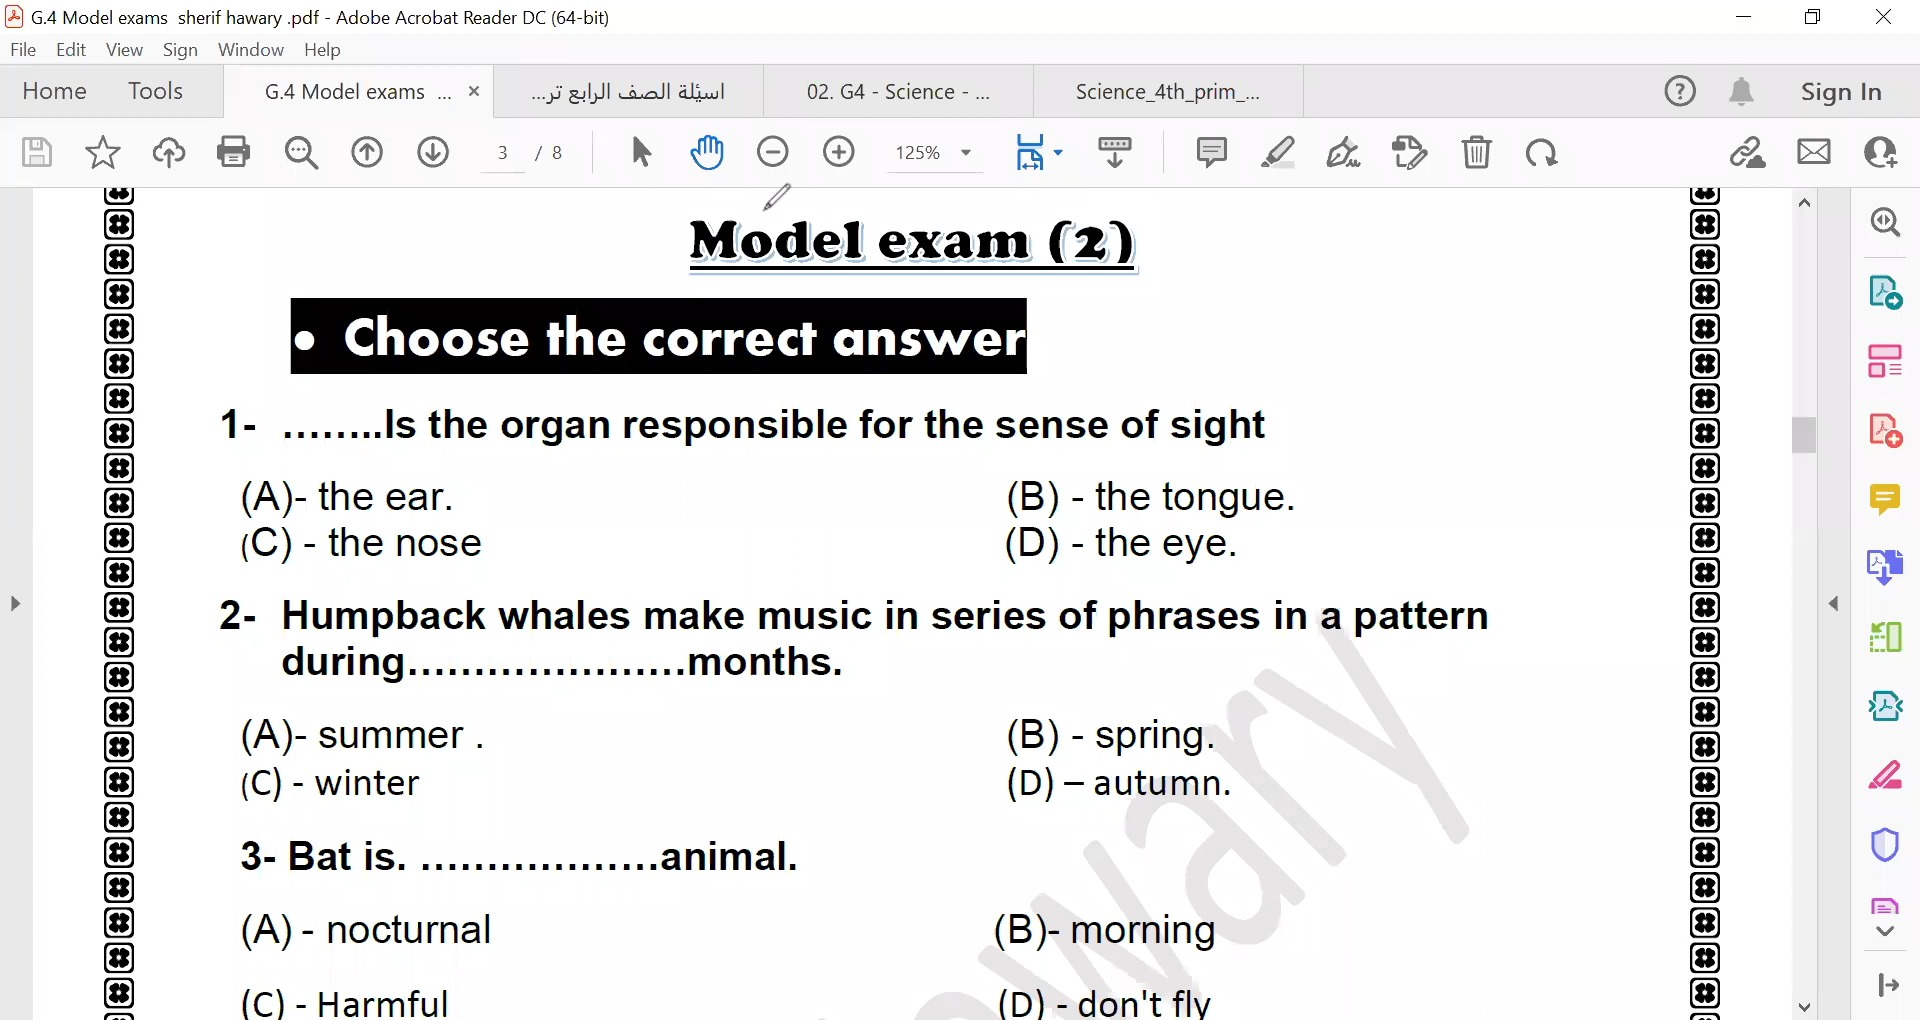 G.4 Model exams sherif hawary .pdf - Adobe Acrobat Reader DC (64-bit)
File Edit View Sign Window Help
Home Tools G.4 Model exams ... × اسئلة الصف الرابع تر... 02. G4 - Science - ... Science_4th_prim_... Sign In
3 / 8 125%
Model exam (2)
• Choose the correct answer
1- ……..Is the organ responsible for the sense of sight
(A)- the ear. (B) - the tongue.
(C) - the nose (D) - the eye.
2- Humpback whales make music in series of phrases in a pattern
during…………………months.
(A)- summer . (B) - spring.
(C) - winter (D) – autumn.
3- Bat is. ………………animal.
(A) - nocturnal (B)- morning
(C) - Harmful (D) - don't fly